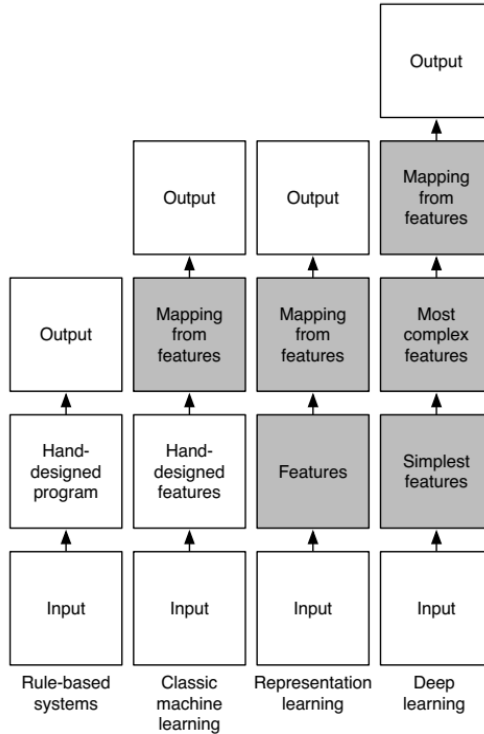 Output
Output
Output
Mapping
from
features
Output
Mapping
from
features
Mapping
from
features
Most
complex
features
Hand-
designed
program
Hand-
designed
features
Features
Simplest
features
Input
Input
Input
Input
Rule-based
systems
Classic
machine
learning
Representation
learning
Deep
learning